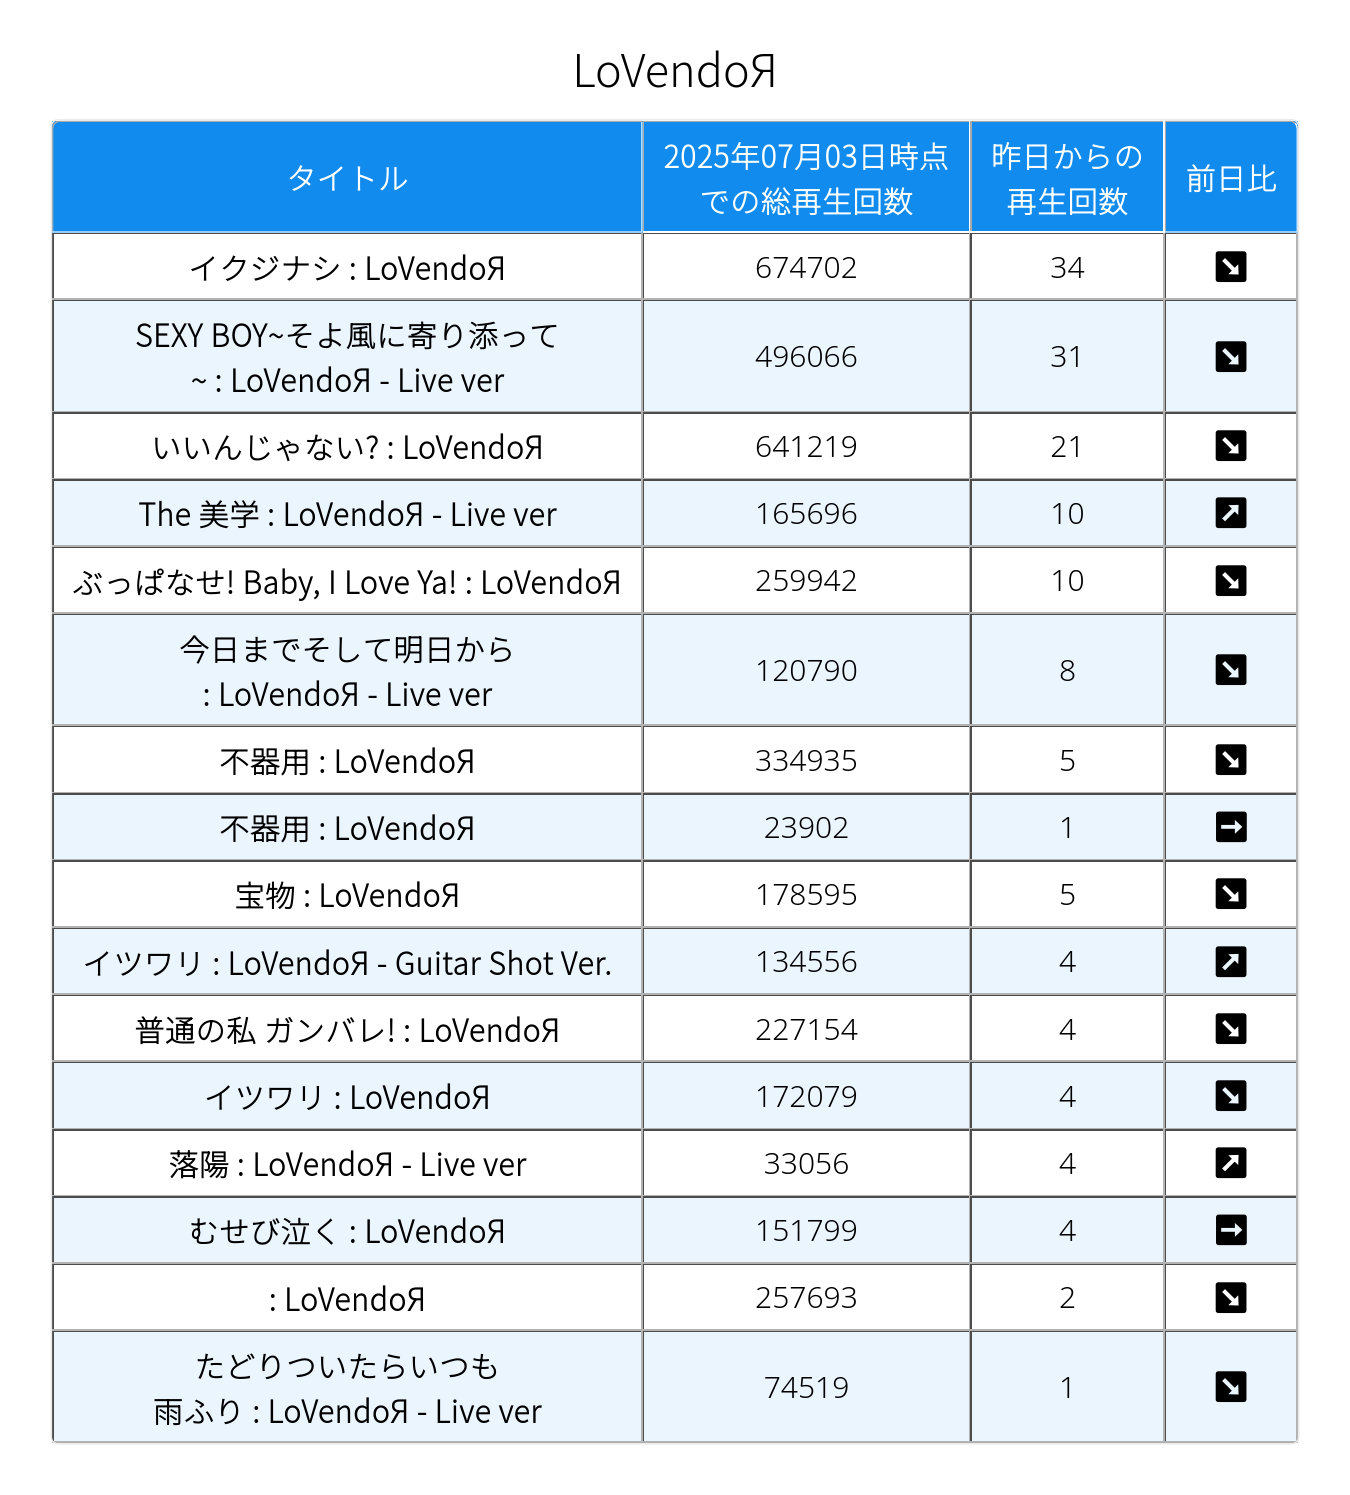 LoVendoЯ
タイトル
2025年07月03日時点
での総再生回数
昨日からの
再生回数
前日比
イクジナシ : LoVendoЯ
674702
34
SEXY BOY~そよ風に寄り添って
~ : LoVendoЯ - Live ver
496066
31
いいんじゃない? : LoVendoЯ
641219
21
The 美学 : LoVendoЯ - Live ver
165696
10
ぶっぱなせ! Baby, I Love Ya! : LoVendoЯ
259942
10
今日までそして明日から
: LoVendoЯ - Live ver
120790
8
不器用 : LoVendoЯ
334935
5
不器用 : LoVendoЯ
23902
1
宝物 : LoVendoЯ
178595
5
イツワリ : LoVendoЯ - Guitar Shot Ver.
134556
4
普通の私 ガンバレ! : LoVendoЯ
227154
4
イツワリ : LoVendoЯ
172079
4
落陽 : LoVendoЯ - Live ver
33056
4
むせび泣く : LoVendoЯ
151799
4
: LoVendoЯ
257693
2
たどりついたらいつも
雨ふり : LoVendoЯ - Live ver
74519
1